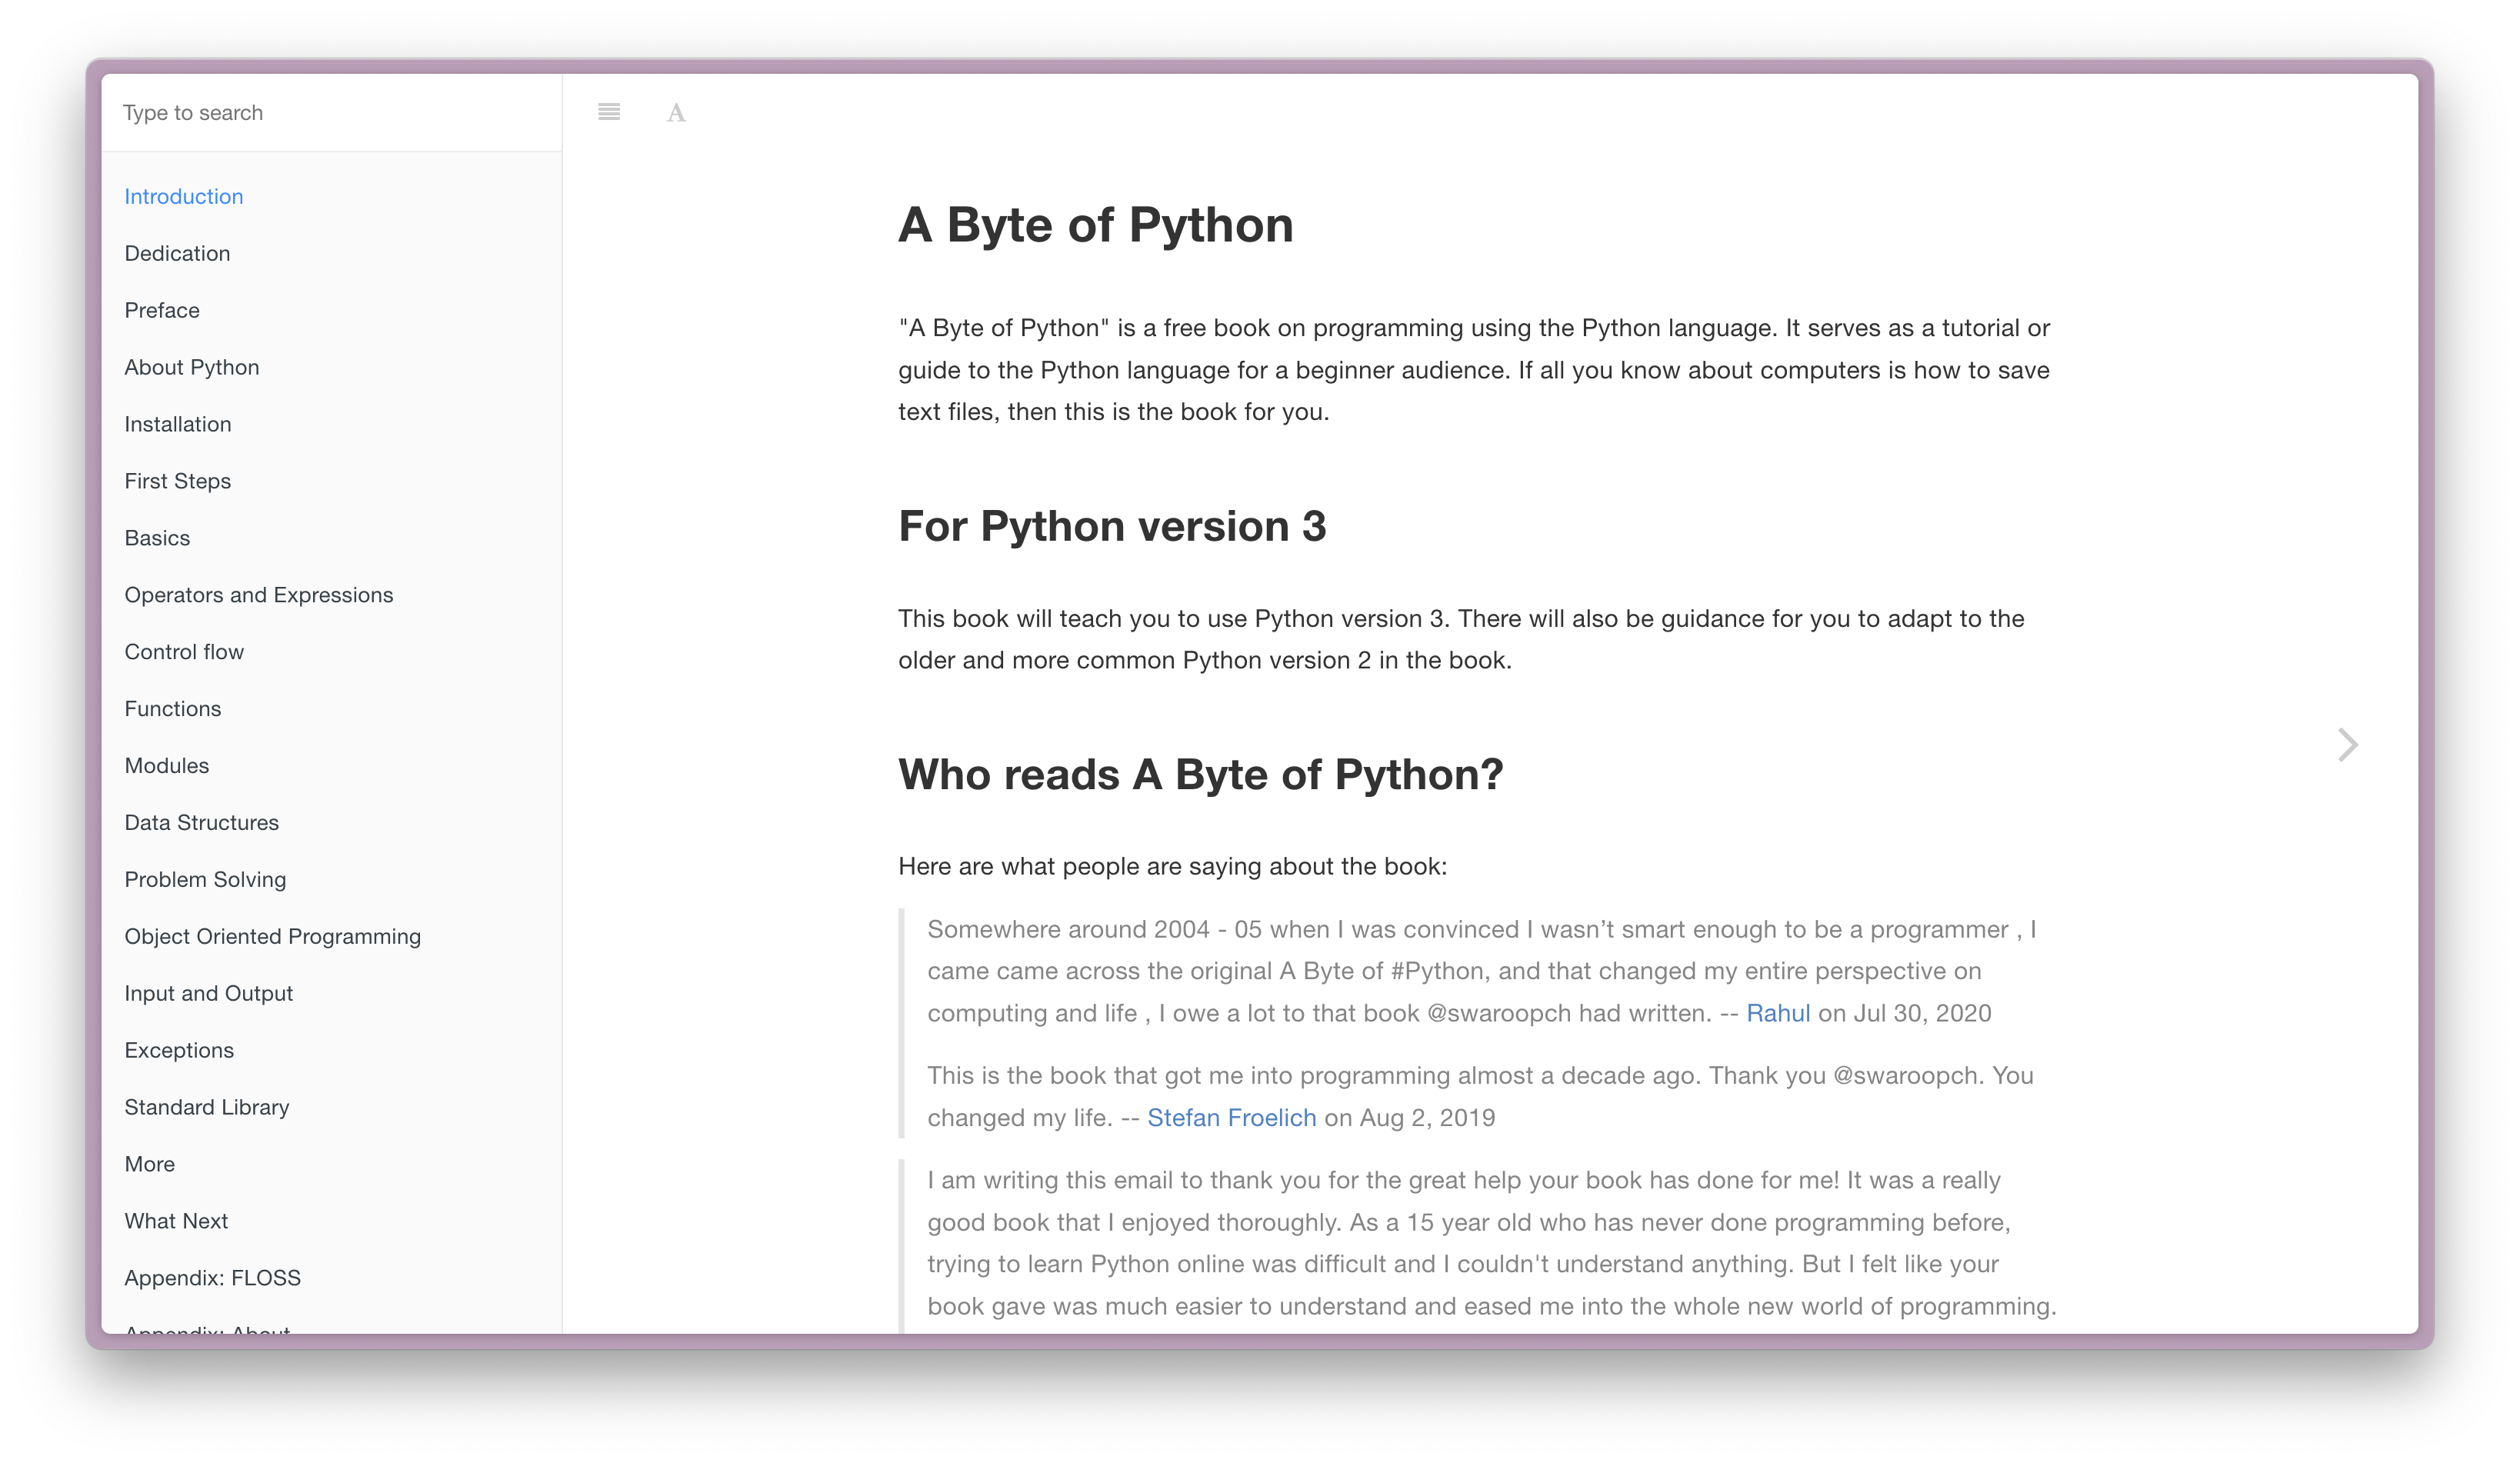 Type to search
Introduction
Dedication
Preface
About Python
Installation
First Steps
Basics
Operators and Expressions
Control flow
Functions
Modules
Data Structures
Problem Solving
Object Oriented Programming
Input and Output
Exceptions
Standard Library
More
What Next
Appendix: FLOSS
Appendix: About
A
A Byte of Python
"A Byte of Python" is a free book on programming using the Python language. It serves as a tutorial or
guide to the Python language for a beginner audience. If all you know about computers is how to save
text files, then this is the book for you.
For Python version 3
This book will teach you to use Python version 3. There will also be guidance for you to adapt to the
older and more common Python version 2 in the book.
Who reads A Byte of Python?
Here are what people are saying about the book:
Somewhere around 2004 - 05 when I was convinced I wasn’t smart enough to be a programmer , I
came came across the original A Byte of #Python, and that changed my entire perspective on
computing and life , I owe a lot to that book @swaroopch had written. -- Rahul on Jul 30, 2020
This is the book that got me into programming almost a decade ago. Thank you @swaroopch. You
changed my life. -- Stefan Froelich on Aug 2, 2019
I am writing this email to thank you for the great help your book has done for me! It was a really
good book that I enjoyed thoroughly. As a 15 year old who has never done programming before,
trying to learn Python online was difficult and I couldn't understand anything. But I felt like your
book gave was much easier to understand and eased me into the whole new world of programming.